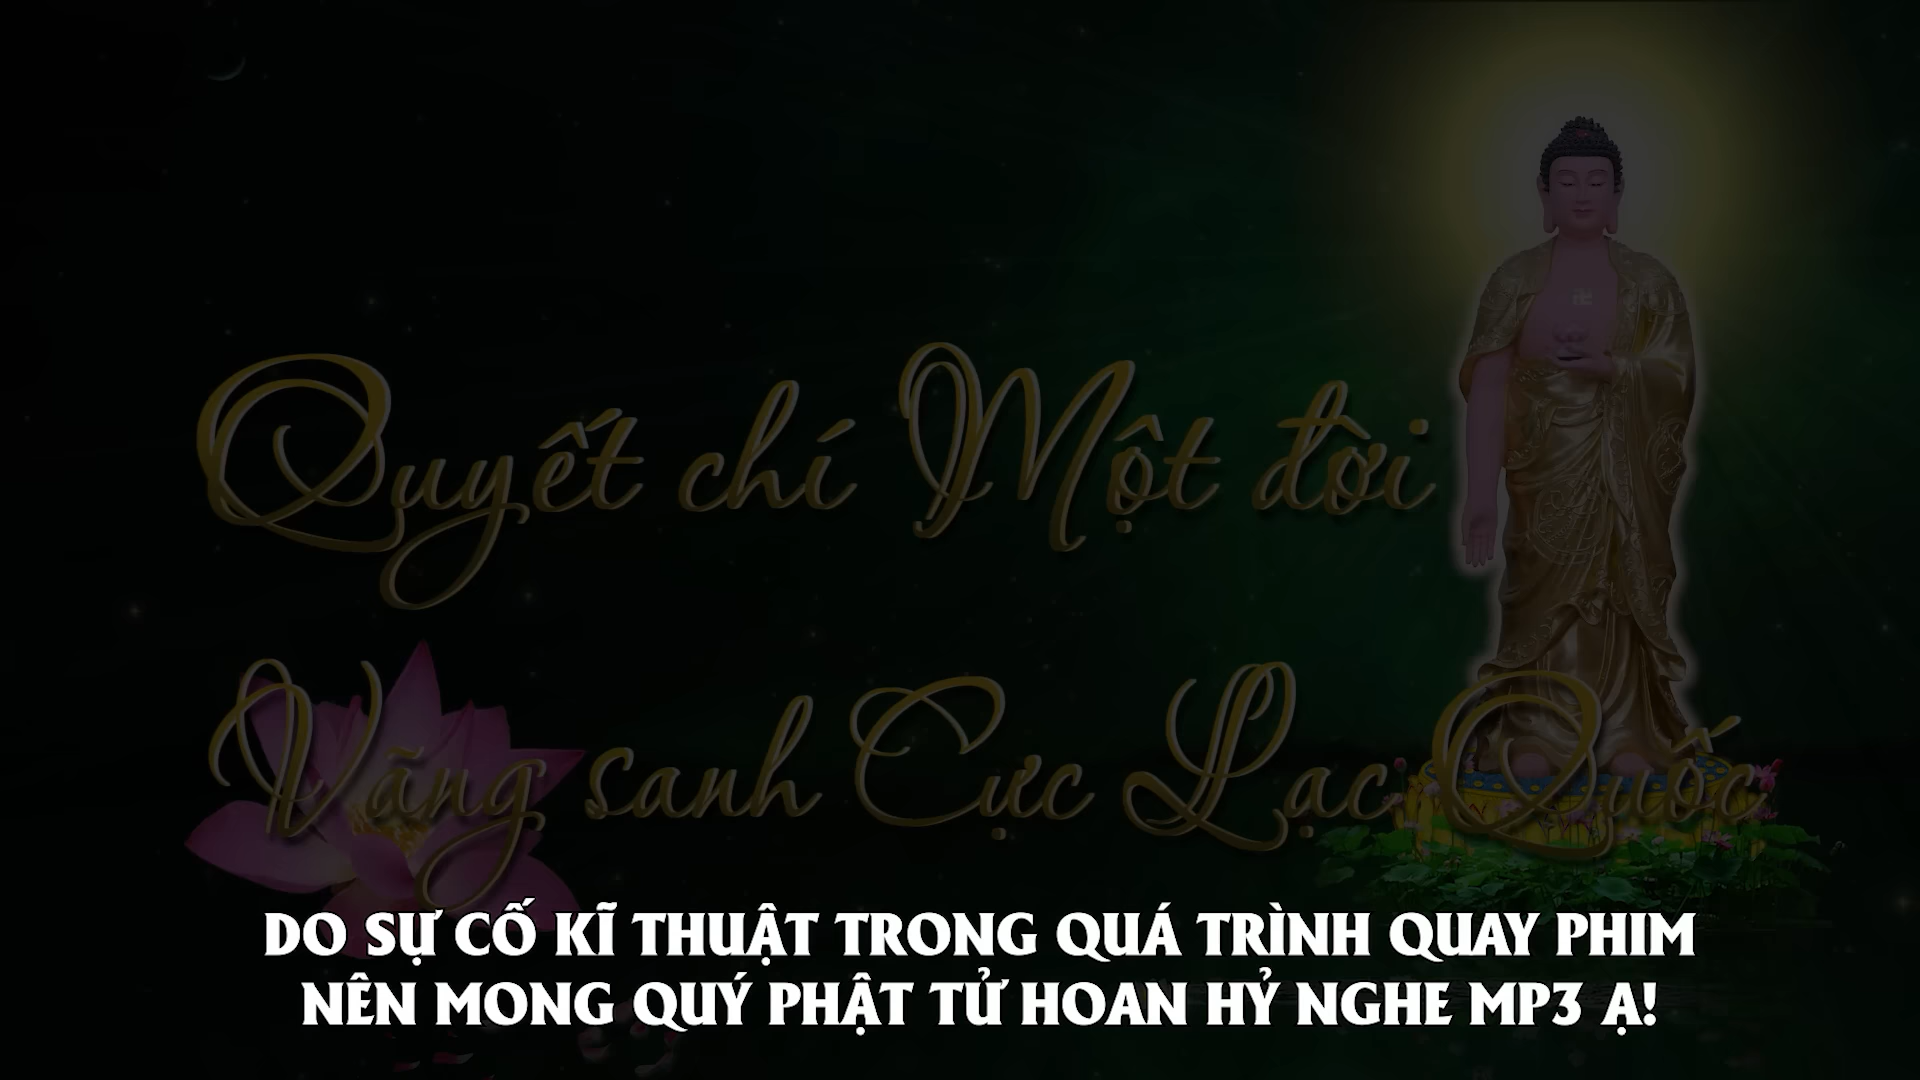 Quyết chí Một đời
Vãng sanh Cực Lạc Quốc
DO SỰ CỐ KĨ THUẬT TRONG QUÁ TRÌNH QUAY PHIM
NÊN MONG QUÝ PHẬT TỬ HOAN HỶ NGHE MP3 Ạ!